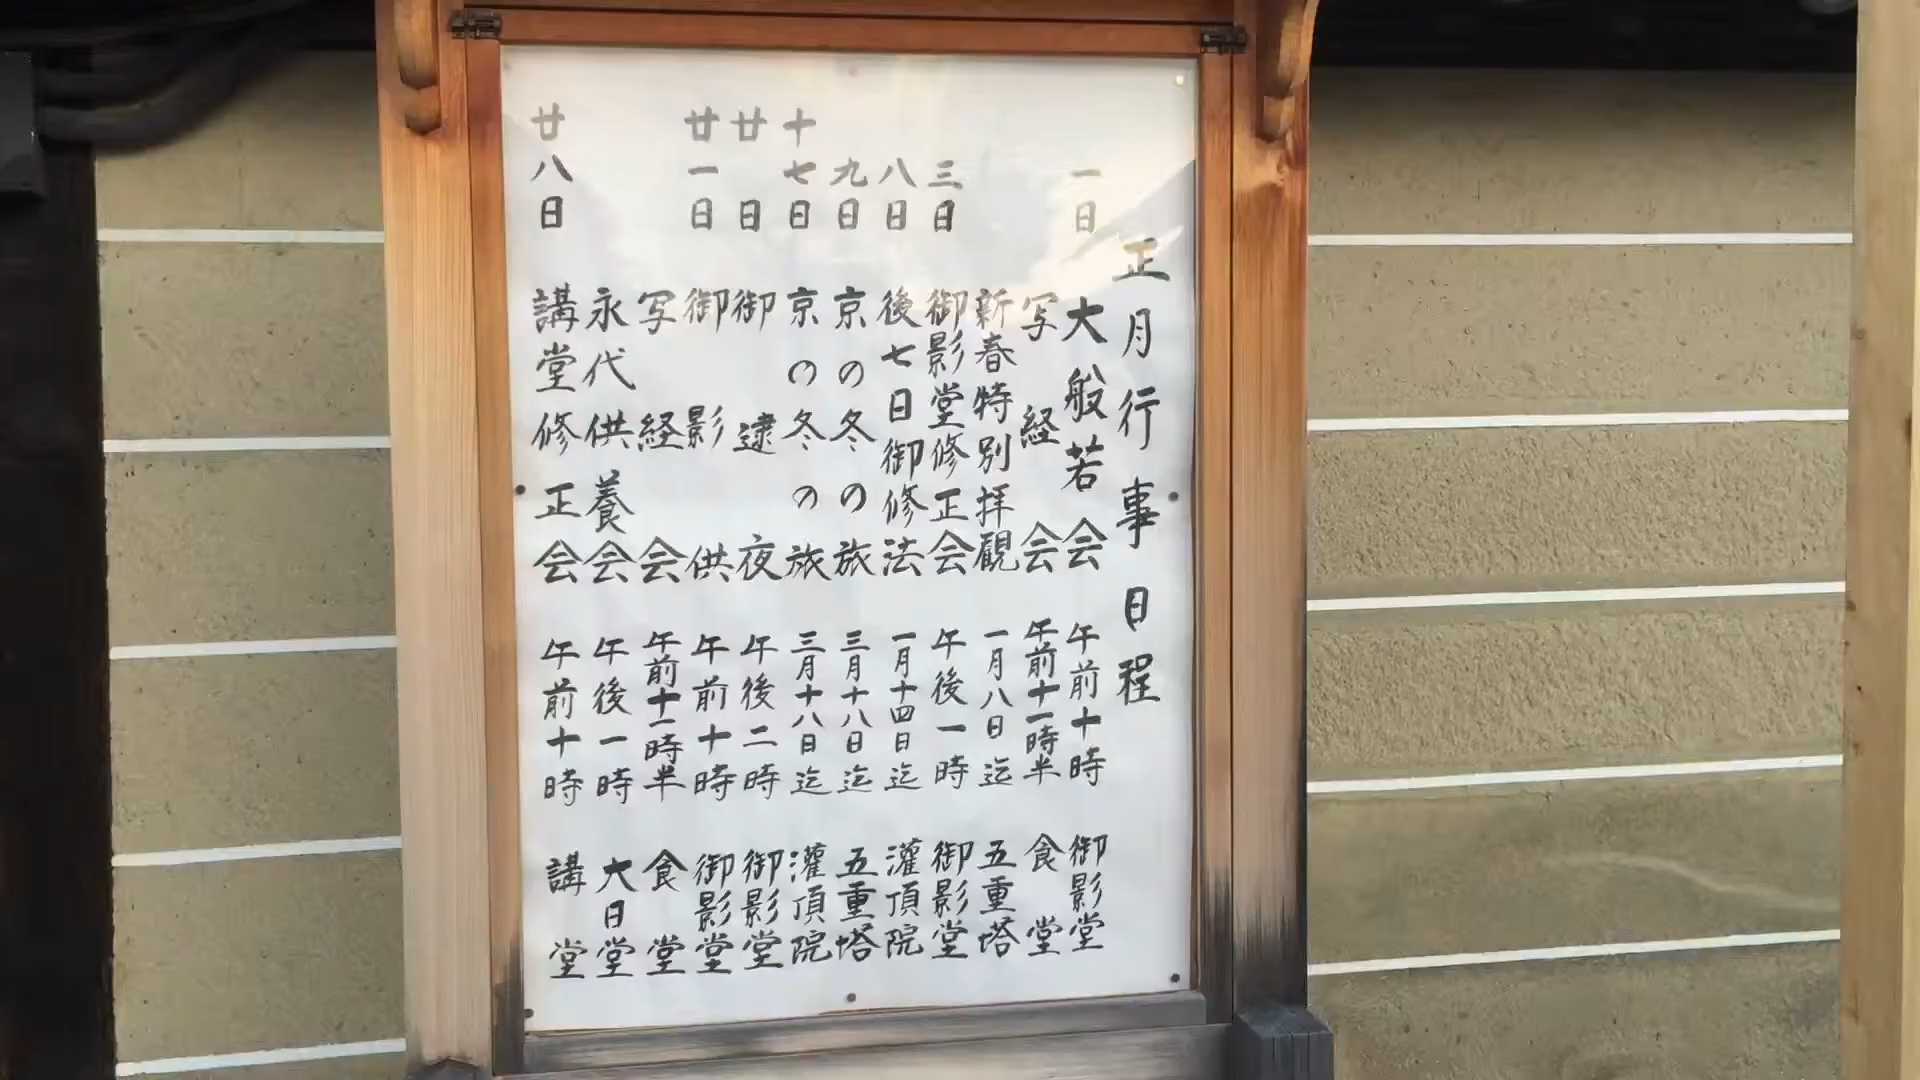 正月行事日程
一日 大般若会 午前十時 御影堂
写経会 午前十一時半 食堂
新春特別拝観 一月八日迄 五重塔
三日 御影堂修正会 午後一時 御影堂
八日 後七日御修法 一月十四日迄 灌頂院
九日 京の冬の旅 三月十八日迄 五重塔
十七日 京の冬の旅 三月十八日迄 灌頂院
廿日 御逮夜 午後二時 御影堂
廿一日 御影供 午前十時 御影堂
写経会 午前十一時半 食堂
永代供養会 午後一時 大日堂
廿八日 講堂修正会 午前十時 講堂